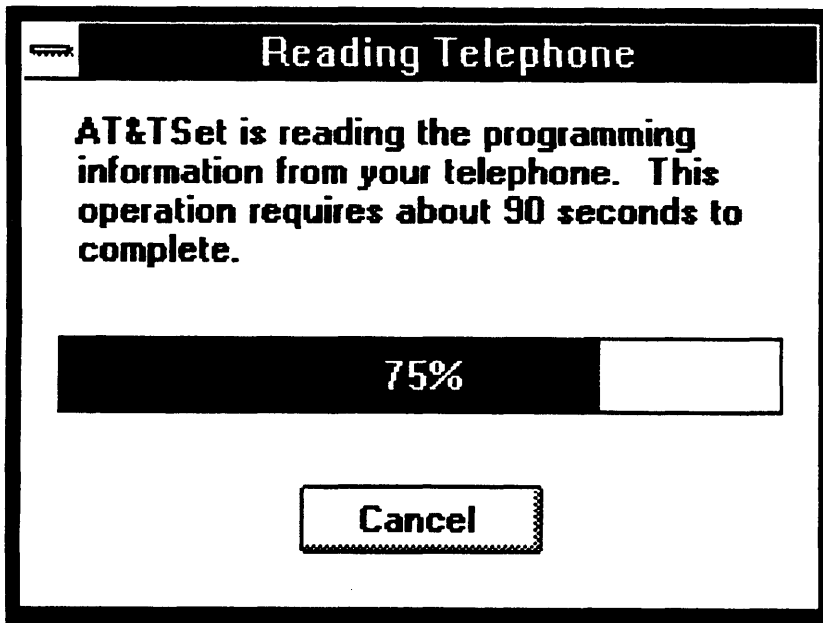 Reading Telephone
AT&TSet is reading the programming
information from your telephone.  This
operation requires about 90 seconds to
complete.
75%
Cancel